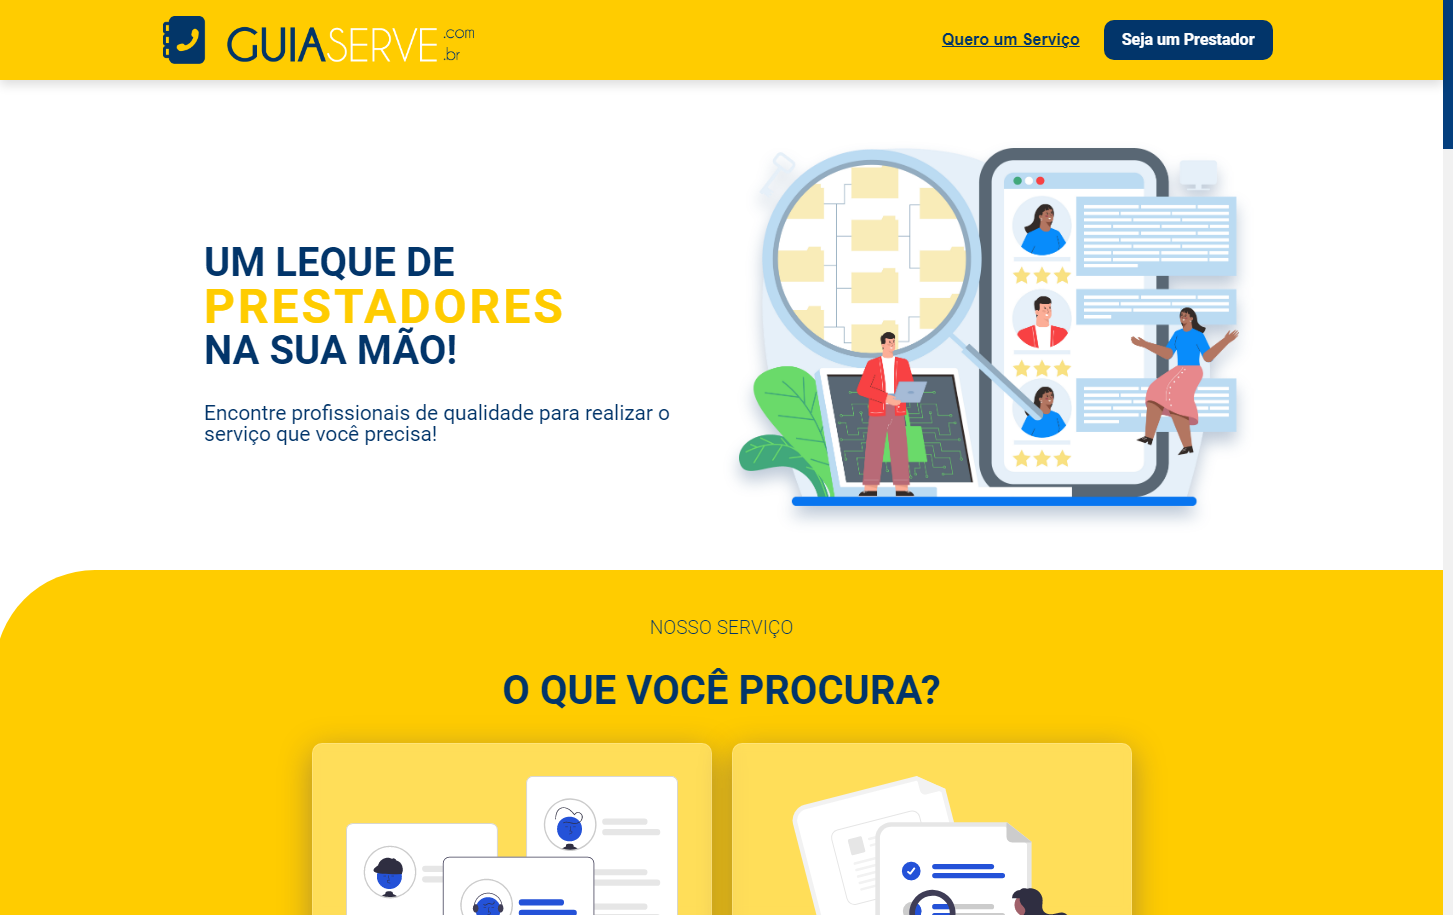 GUIASERVE .com
.br
Quero um Serviço
Seja um Prestador
UM LEQUE DE
PRESTADORES
NA SUA MÃO!
Encontre profissionais de qualidade para realizar o
serviço que você precisa!
NOSSO SERVIÇO
O QUE VOCÊ PROCURA?